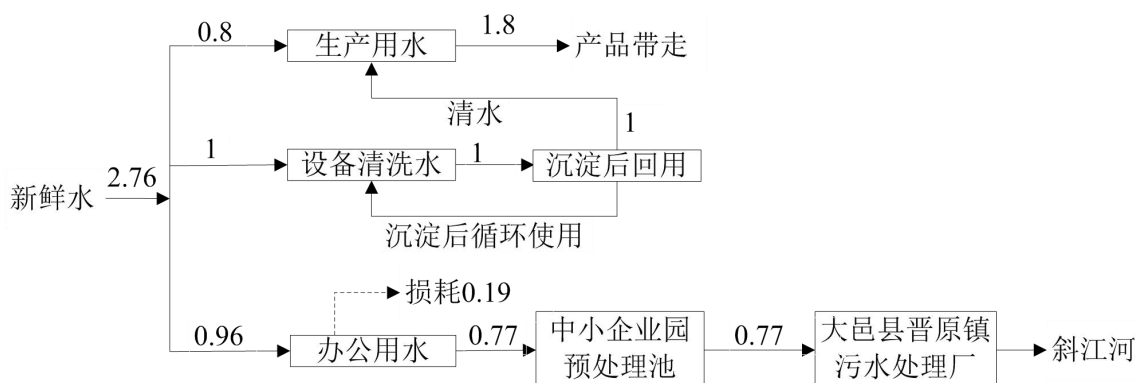 0.8
生产用水
1.8
产品带走
清水
1
1
设备清洗水
1
沉淀后回用
新鲜水
2.76
沉淀后循环使用
损耗0.19
0.96
办公用水
0.77
中小企业园
预处理池
0.77
大邑县晋原镇
污水处理厂
斜江河